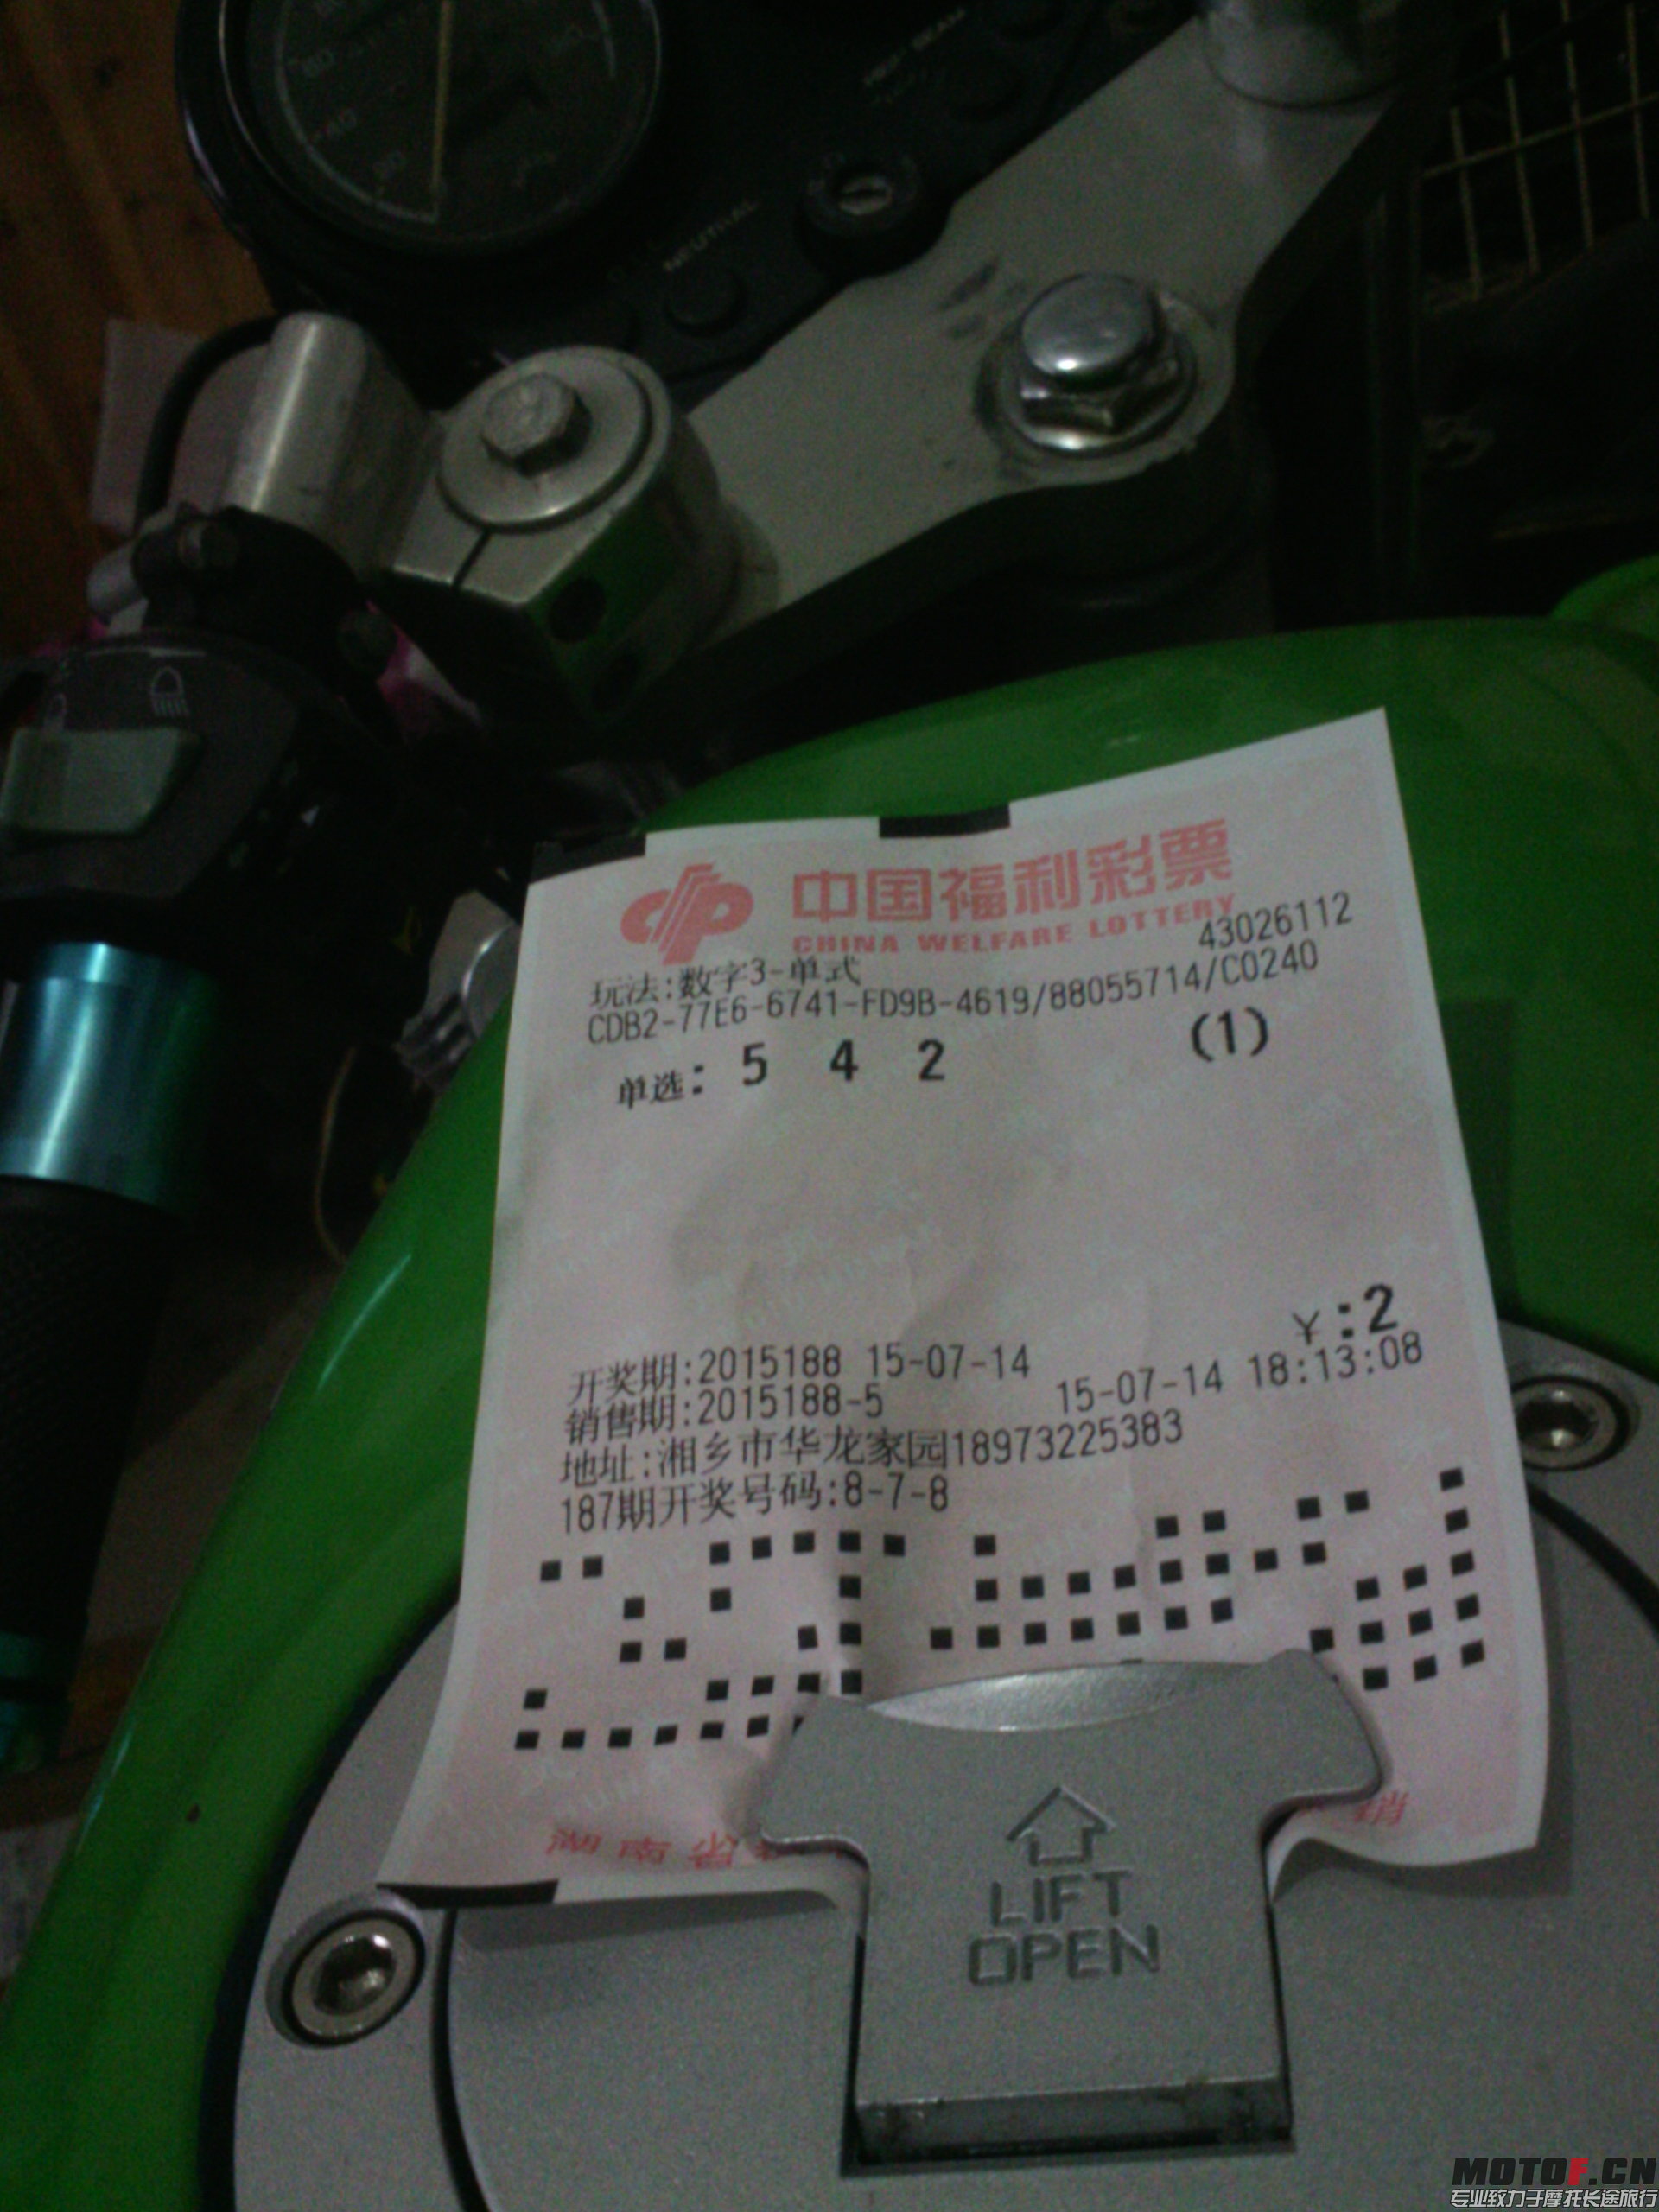 NEUTRAL
中国福利彩票
CHINA WELFARE LOTTERY
43026112
玩法:数字3-单式
CDB2-77E6-6741-FD9B-4619/88055714/C0240
单选: 5 4 2 (1)
¥:2
开奖期:2015188 15-07-14
销售期:2015188-5 15-07-14 18:13:08
地址:湘乡市华龙家园18973225383
187期开奖号码:8-7-8
湖南省
销
LIFT
OPEN
MOTOF.CN
专业致力于摩托长途旅行